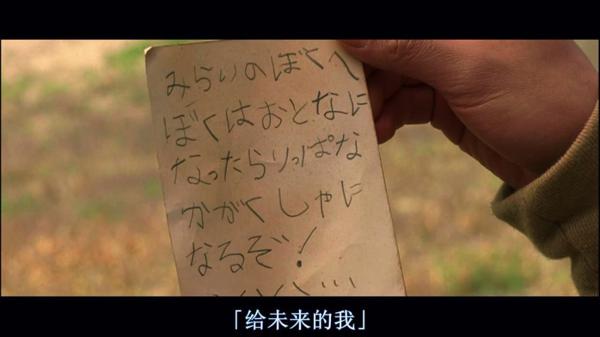 みらいのぼくへ
ぼくはおとなに
なったらりっぱな
かがくしゃに
なるぞ!
「给未来的我」